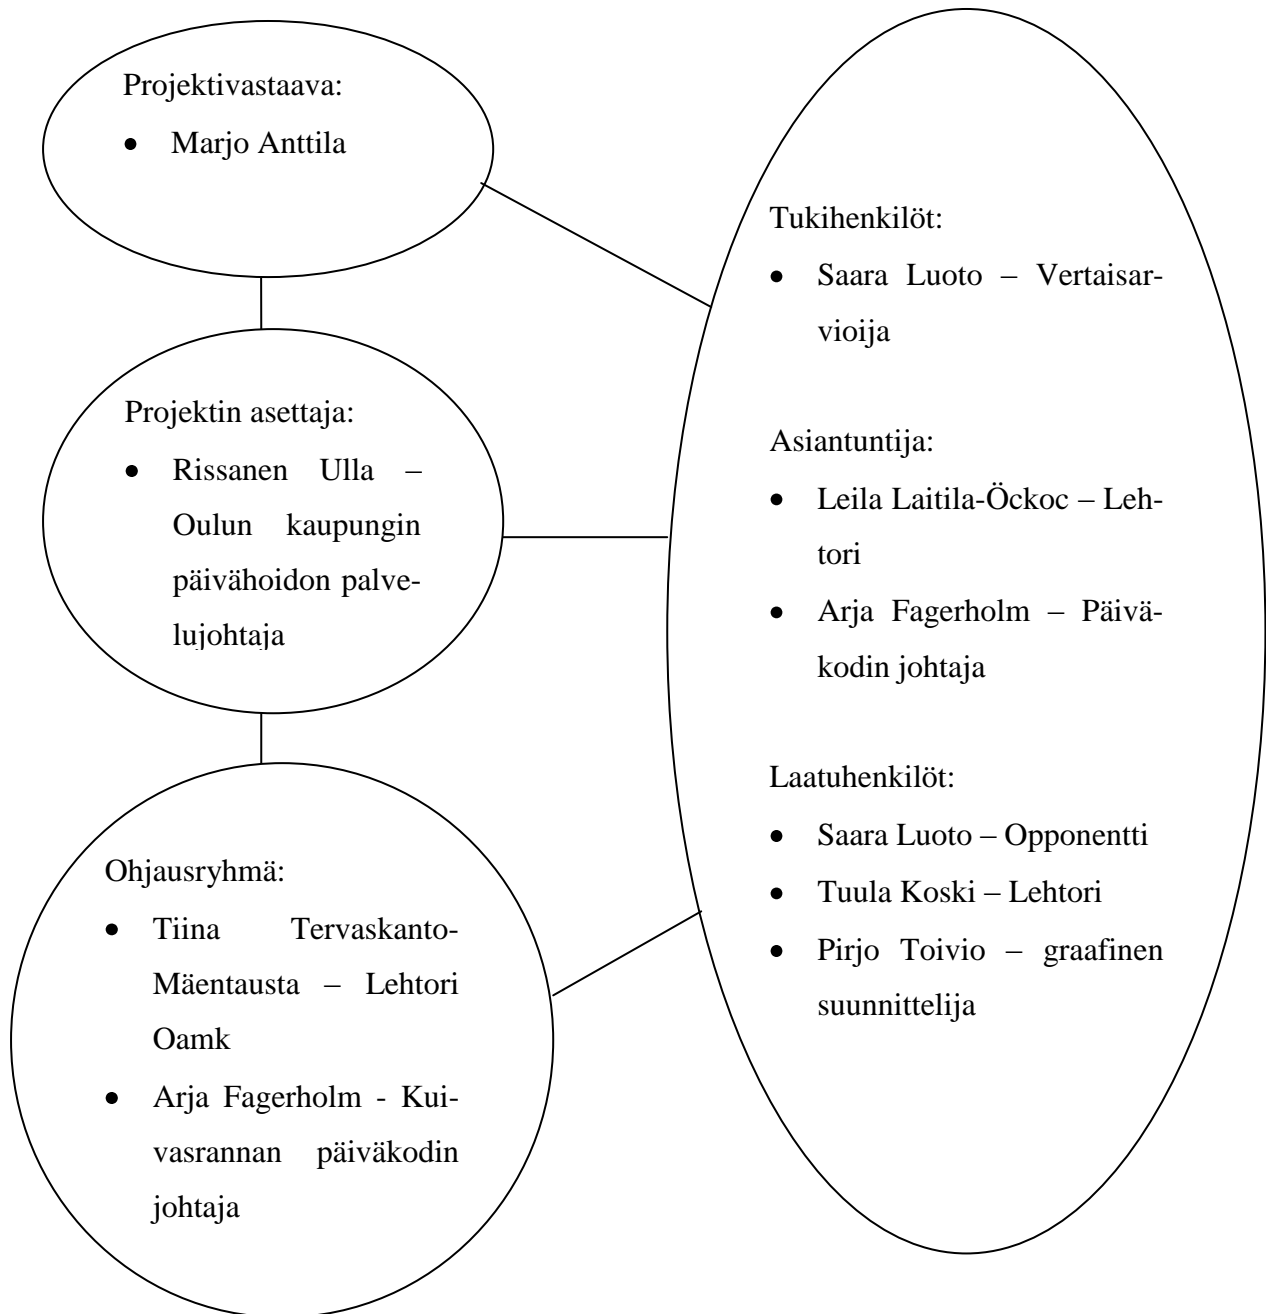 Projektivastaava:
• Marjo Anttila
Projektin asettaja:
• Rissanen Ulla –
Oulun kaupungin
päivähoidon palve-
lujohtaja
Ohjausryhmä:
• Tiina Tervaskanto-
Mäentausta – Lehtori
Oamk
• Arja Fagerholm - Kui-
vasrannan päiväkodin
johtaja
Tukihenkilöt:
• Saara Luoto – Vertaisar-
vioija
Asiantuntija:
• Leila Laitila-Öckoc – Leh-
tori
• Arja Fagerholm – Päivä-
kodin johtaja
Laatuhenkilöt:
• Saara Luoto – Opponentti
• Tuula Koski – Lehtori
• Pirjo Toivio – graafinen
suunnittelija